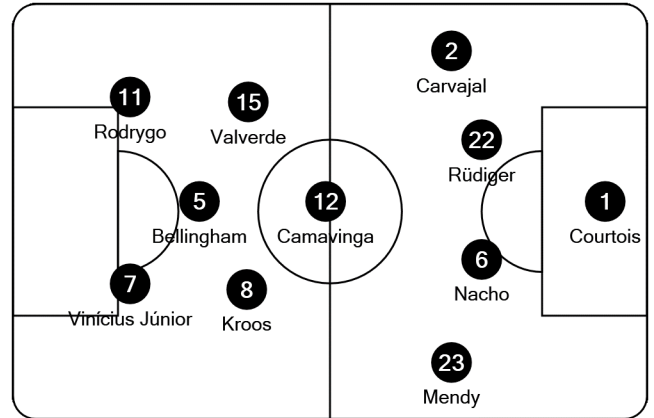 2
Carvajal
11
Rodrygo
15
Valverde
22
Rüdiger
5
Bellingham
12
Camavinga
1
Courtois
6
Nacho
7
Vinícius Júnior
8
Kroos
23
Mendy